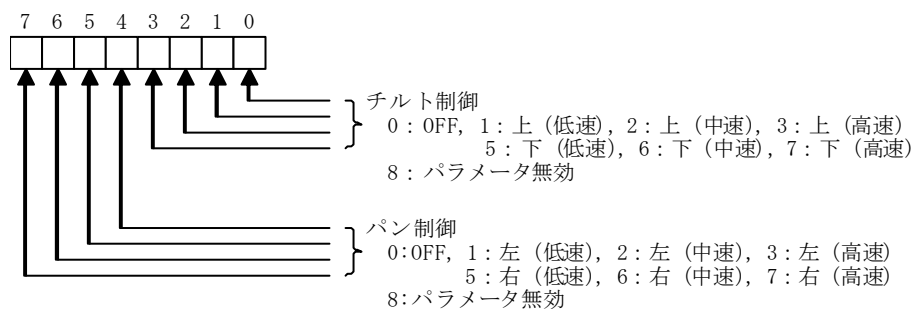 7 6 5 4 3 2 1 0
チルト制御
0：OFF，1：上（低速），2：上（中速），3：上（高速）
5：下（低速），6：下（中速），7：下（高速）
8：パラメータ無効
パン制御
0:OFF，1：左（低速），2：左（中速），3：左（高速）
5：右（低速），6：右（中速），7：右（高速）
8:パラメータ無効